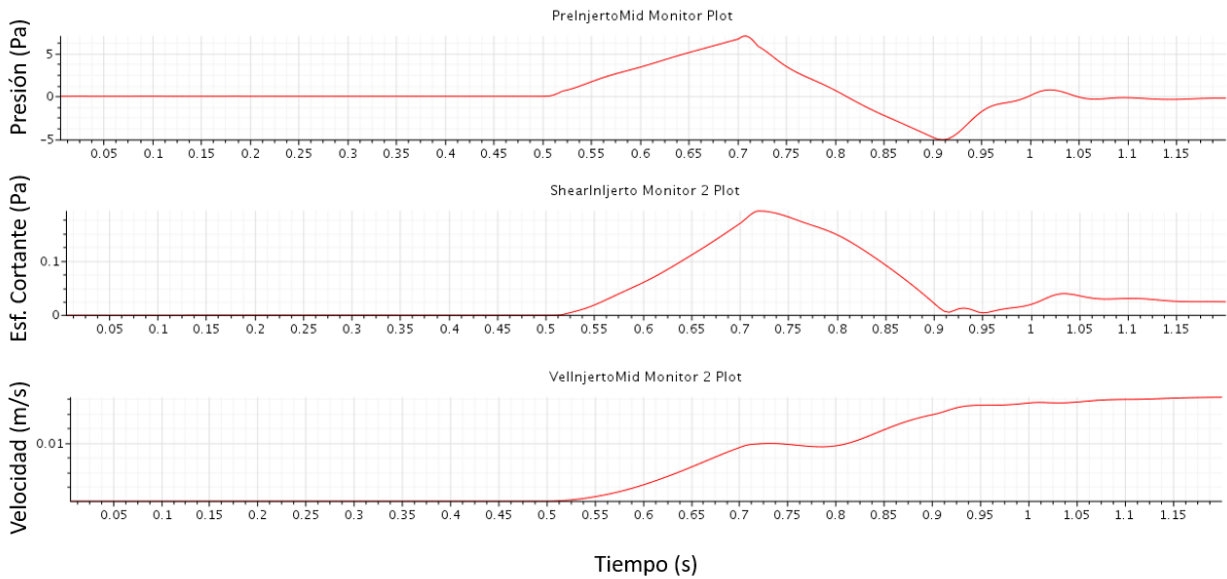 PreInjertoMid Monitor Plot
Presión (Pa)
5
0
-5
0.05 0.1 0.15 0.2 0.25 0.3 0.35 0.4 0.45 0.5 0.55 0.6 0.65 0.7 0.75 0.8 0.85 0.9 0.95 1 1.05 1.1 1.15
ShearInIjerto Monitor 2 Plot
Esf. Cortante (Pa)
0.1
0
0.05 0.1 0.15 0.2 0.25 0.3 0.35 0.4 0.45 0.5 0.55 0.6 0.65 0.7 0.75 0.8 0.85 0.9 0.95 1 1.05 1.1 1.15
VelInjertoMid Monitor 2 Plot
Velocidad (m/s)
0.01
0.05 0.1 0.15 0.2 0.25 0.3 0.35 0.4 0.45 0.5 0.55 0.6 0.65 0.7 0.75 0.8 0.85 0.9 0.95 1 1.05 1.1 1.15
Tiempo (s)